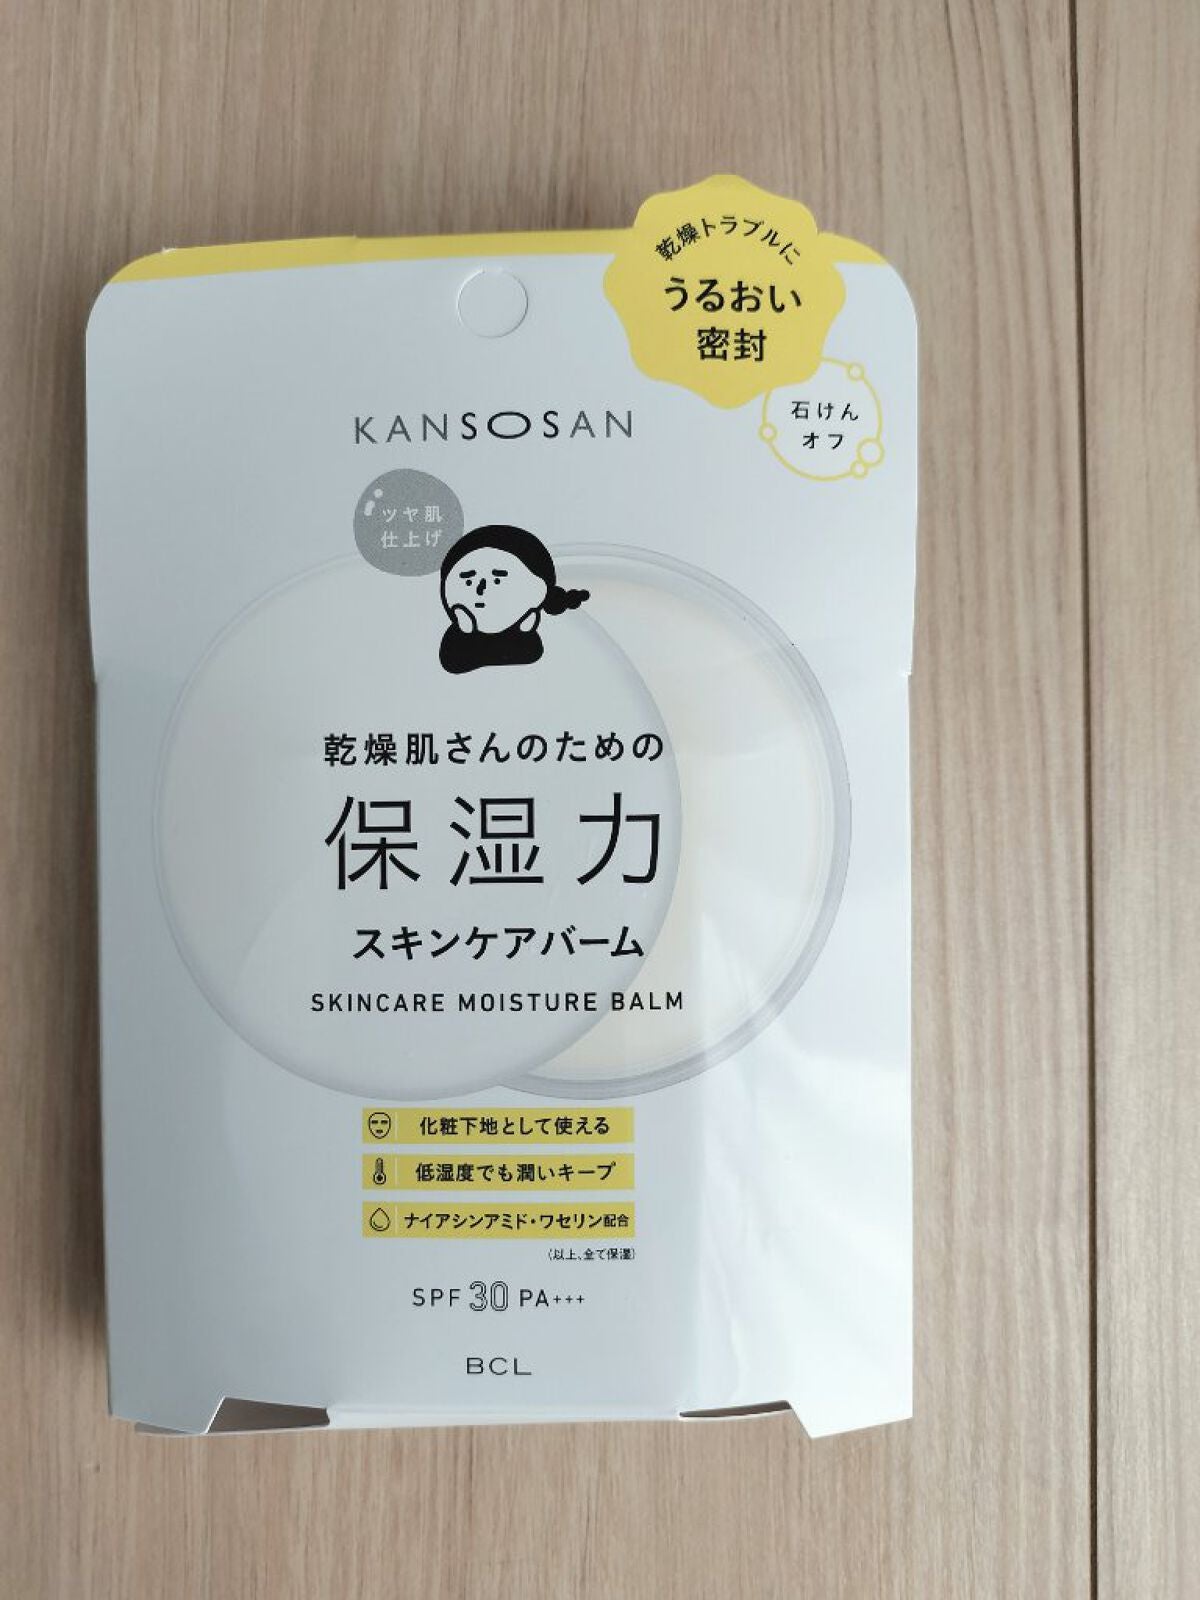 乾燥トラブルに
うるおい
密封
石けん
オフ
KANSOSAN
ツヤ肌
仕上げ
乾燥肌さんのための
保湿力
スキンケアバーム
SKINCARE MOISTURE BALM
化粧下地として使える
低湿度でも潤いキープ
ナイアシンアミド・ワセリン配合
(以上、全て保湿)
SPF 30 PA+++
BCL